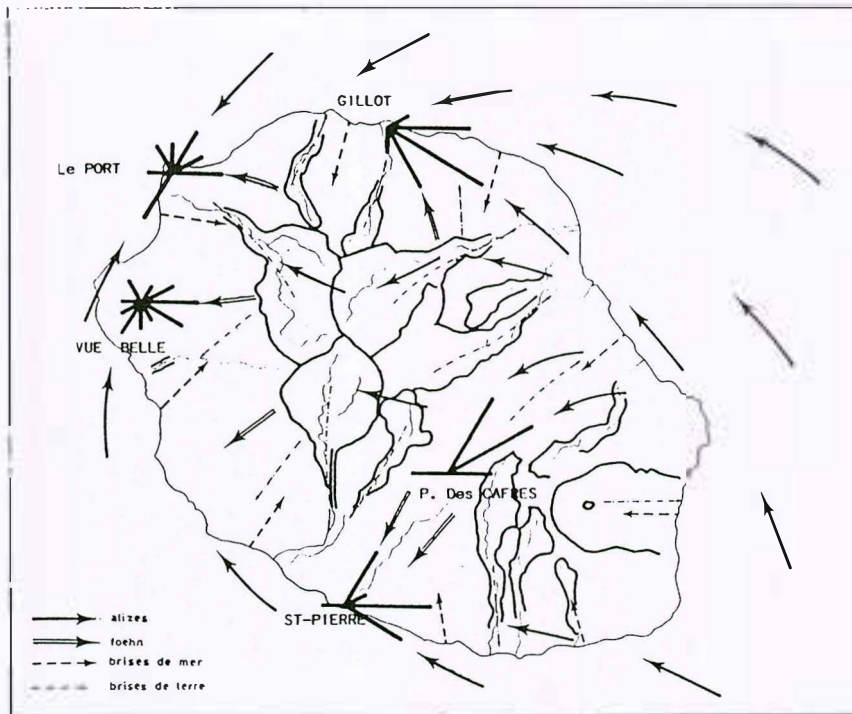 GILLOT
Le PORT
VUE BELLE
P. Des CAFRES
ST-PIERRE
alizes
foehn
brises de mer
brises de terre